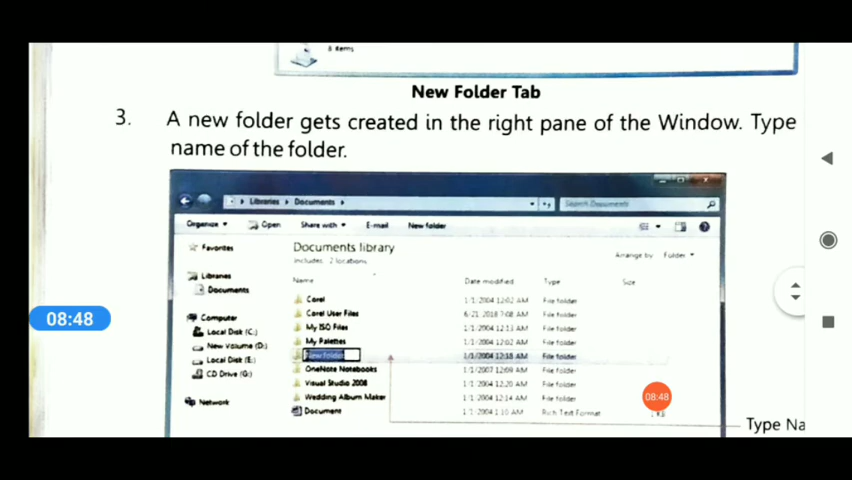 8 items
New Folder Tab
3. A new folder gets created in the right pane of the Window. Type
name of the folder.
Libraries Documents Search Documents
Organize Open Share with E-mail New folder
Favorites
Libraries
Documents
Computer
Local Disk (C:)
New Volume (D:)
Local Disk (E:)
CD Drive (G:)
Network
Documents library
Includes: 2 locations
Arrange by: Folder
Name Date modified Type Size
Corel 1/1/2004 12:02 AM File folder
Corel User Files 6/21/2018 7:08 AM File folder
My ISO Files 1/1/2004 12:13 AM File folder
My Palettes 1/1/2004 12:02 AM File folder
New folder 1/1/2004 12:18 AM File folder
OneNote Notebooks 1/1/2007 12:09 AM File folder
Visual Studio 2008 1/1/2004 12:20 AM File folder
Wedding Album Maker 1/1/2004 12:14 AM File folder
Document 1/1/2004 1:10 AM Rich Text Format
Type Na
08:48
08:48